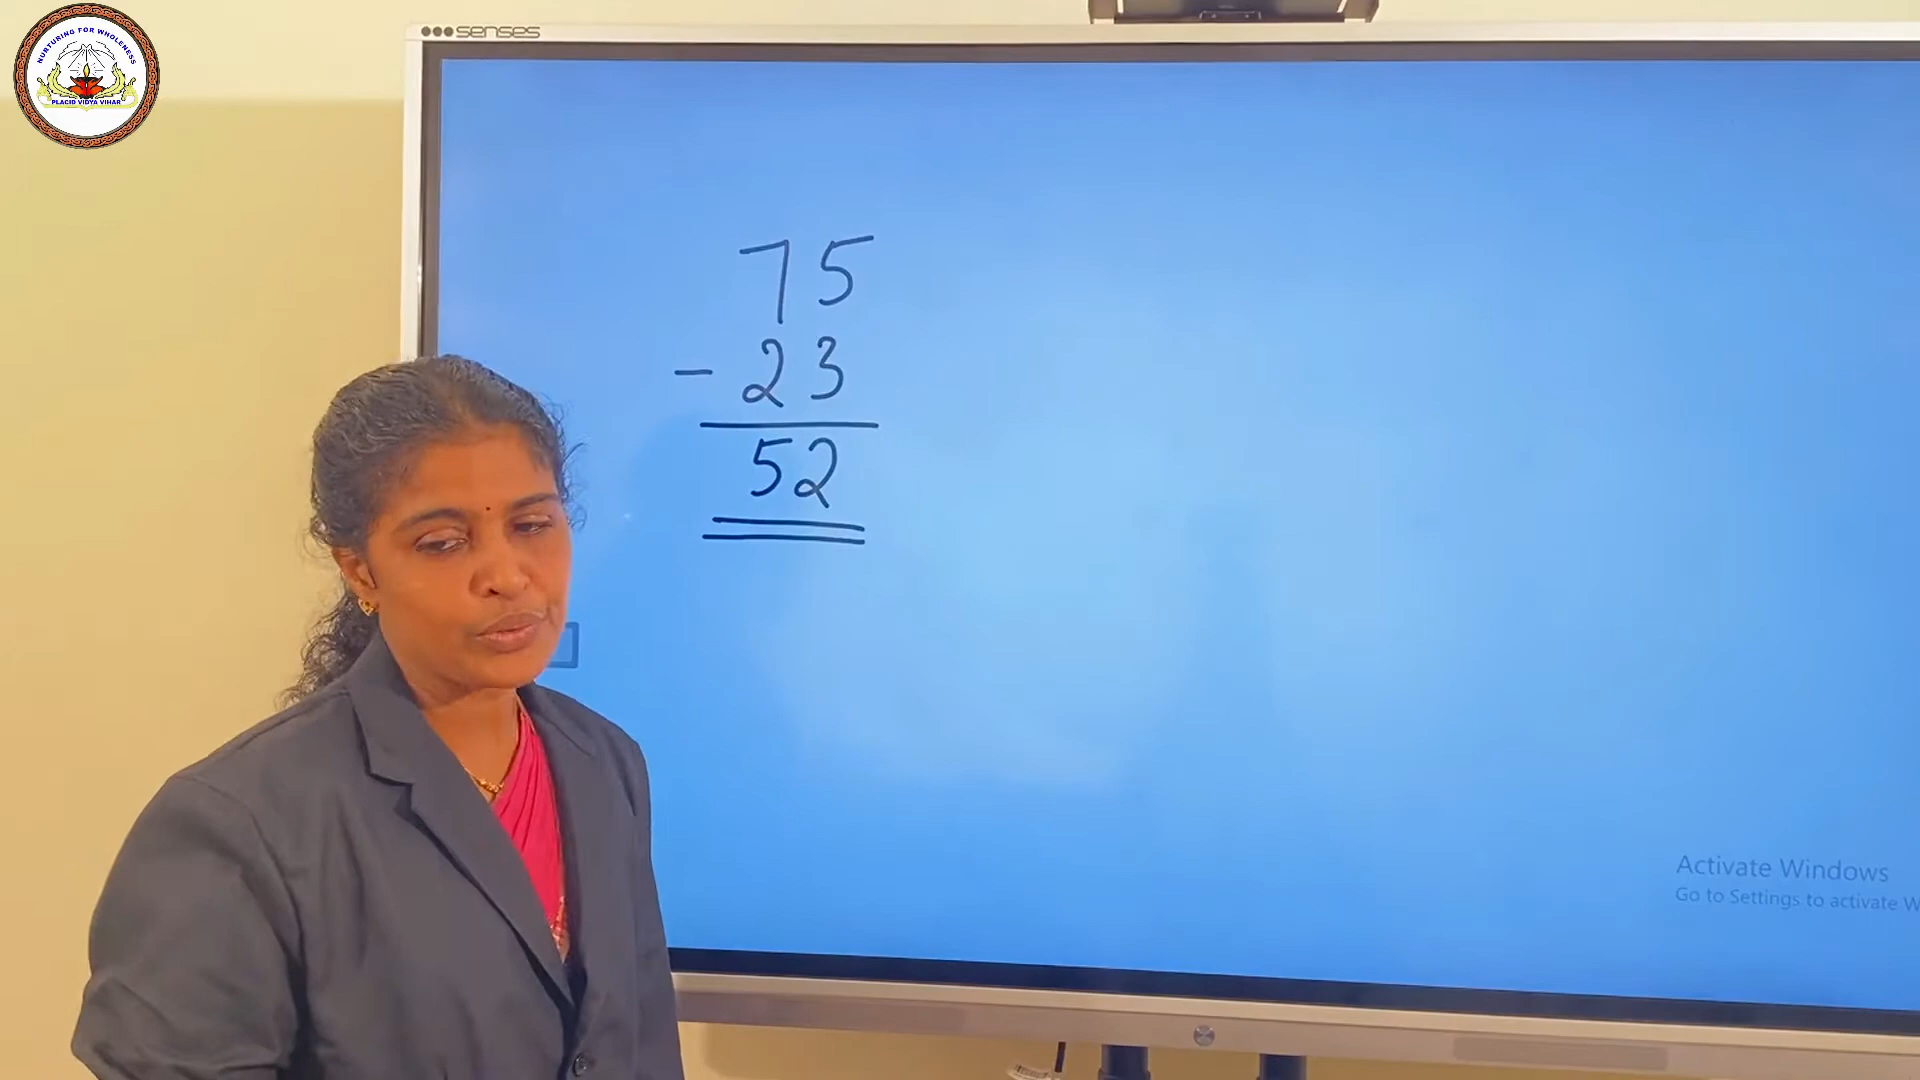 NURTURING FOR WHOLENESS
PLACID VIDYA VIHAR
senses
75
- 23
52
Activate Windows
Go to Settings to activate W